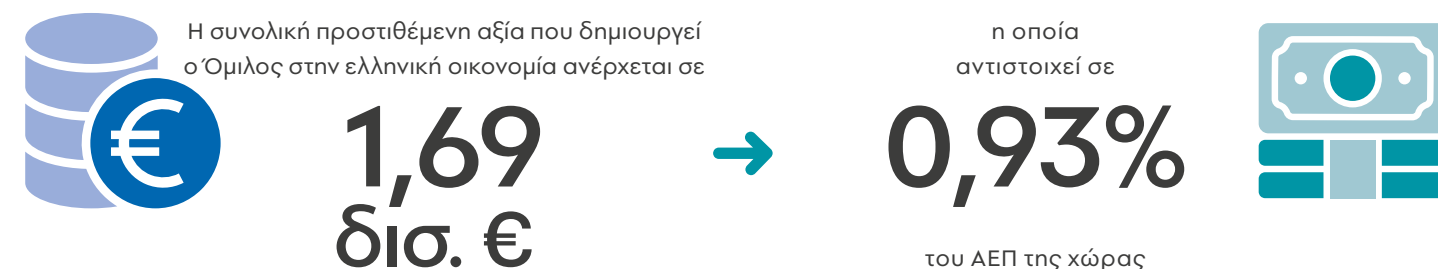 Η συνολική προστιθέμενη αξία που δημιουργεί
ο Όμιλος στην ελληνική οικονομία ανέρχεται σε
1,69
δισ. €
η οποία
αντιστοιχεί σε
0,93%
του ΑΕΠ της χώρας